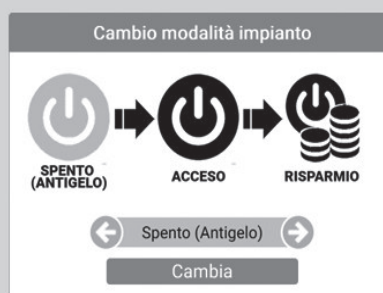 Cambio modalità impianto
SPENTO
(ANTIGELO)
ACCESO
RISPARMIO
Spento (Antigelo)
Cambia